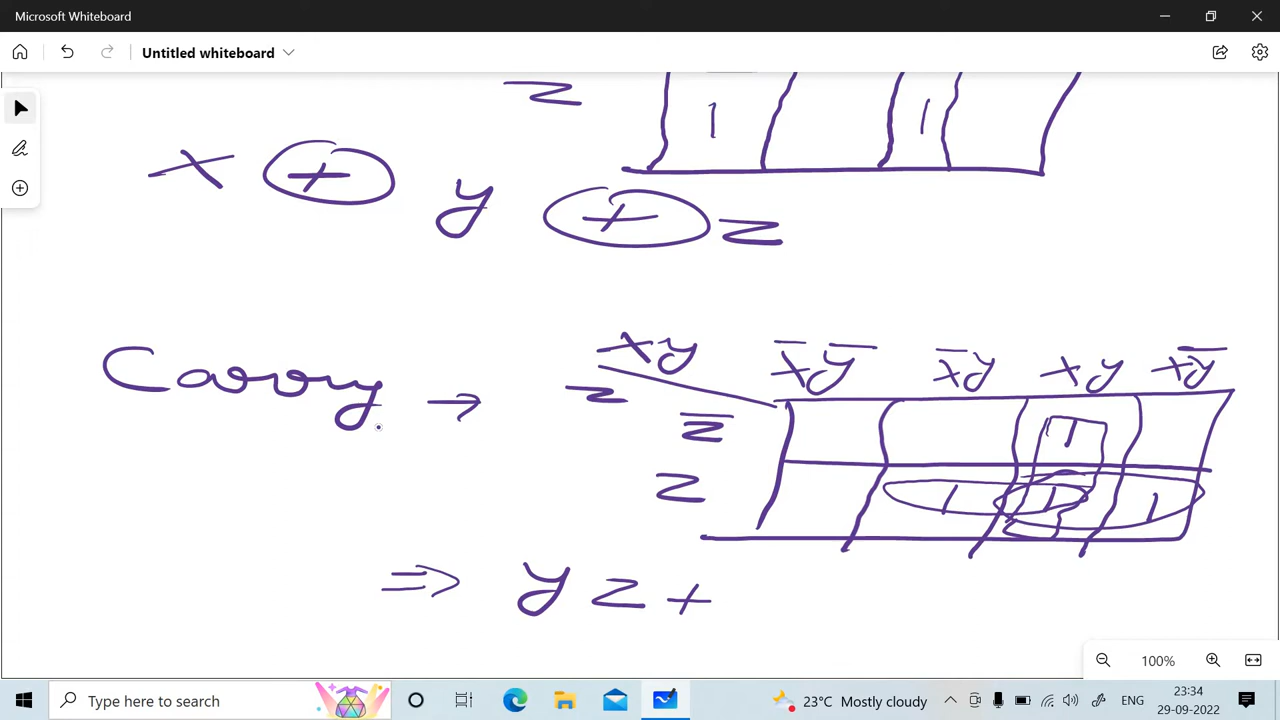 Microsoft Whiteboard
Untitled whiteboard
z 1 1
x ⊕ y ⊕ z
Carry →
xy x̅y̅ x̅y xy xy̅
z
z̅ 1
z 1 1 1
⇒ yz +
100%
Type here to search
23°C Mostly cloudy
ENG
23:34
29-09-2022